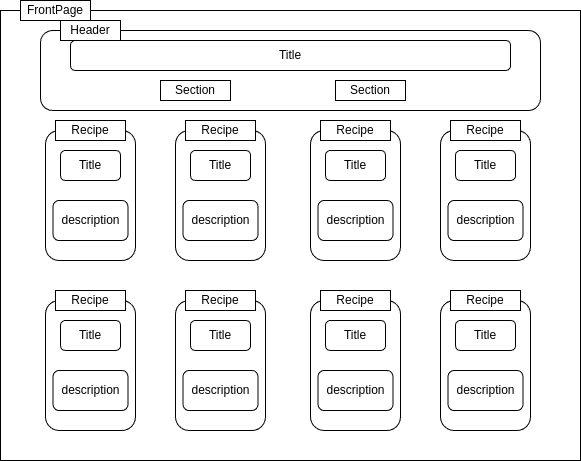 FrontPage
Header
Title
Section Section
Recipe Recipe Recipe Recipe
Title Title Title Title
description description description description
Recipe Recipe Recipe Recipe
Title Title Title Title
description description description description